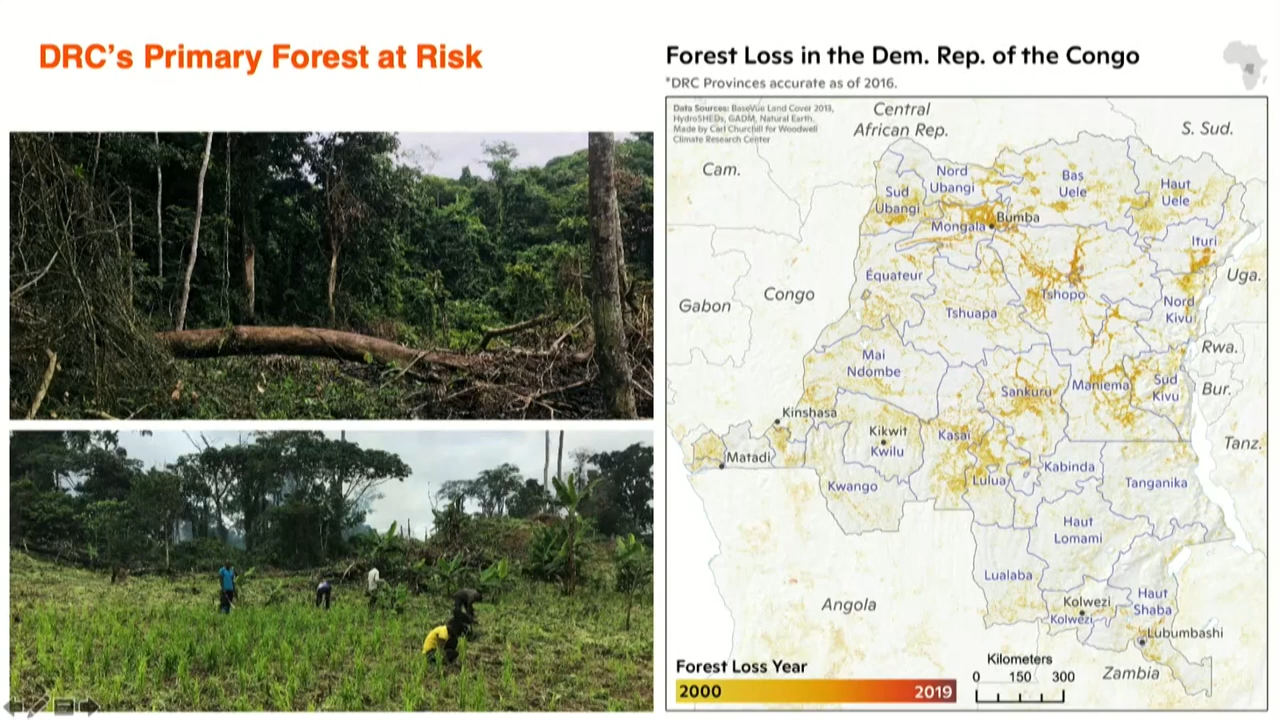 DRC's Primary Forest at Risk
Forest Loss in the Dem. Rep. of the Congo
*DRC Provinces accurate as of 2016.
Data Sources: BaseVue Land Cover 2013,
HydroSHEDs, GADM, Natural Earth.
Made by Carl Churchill for Woodwell
Climate Research Center
Central
African Rep.
S. Sud.
Cam.
Nord
Ubangi
Bas
Uele
Haut
Uele
Sud
Ubangi
Bumba
Mongala
Ituri
Équateur
Uga.
Congo
Tshopo
Gabon
Nord
Kivu
Tshuapa
Rwa.
Mai
Ndombe
Sankuru
Maniema
Sud
Kivu
Bur.
Kinshasa
Kikwit
Kwilu
Kasai
Tanz.
Matadi
Kabinda
Kwango
Lulua
Tanganika
Haut
Lomami
Lualaba
Angola
Kolwezi
Kolwezi
Haut
Shaba
Lubumbashi
Zambia
Forest Loss Year
2000
2019
Kilometers
0 150 300